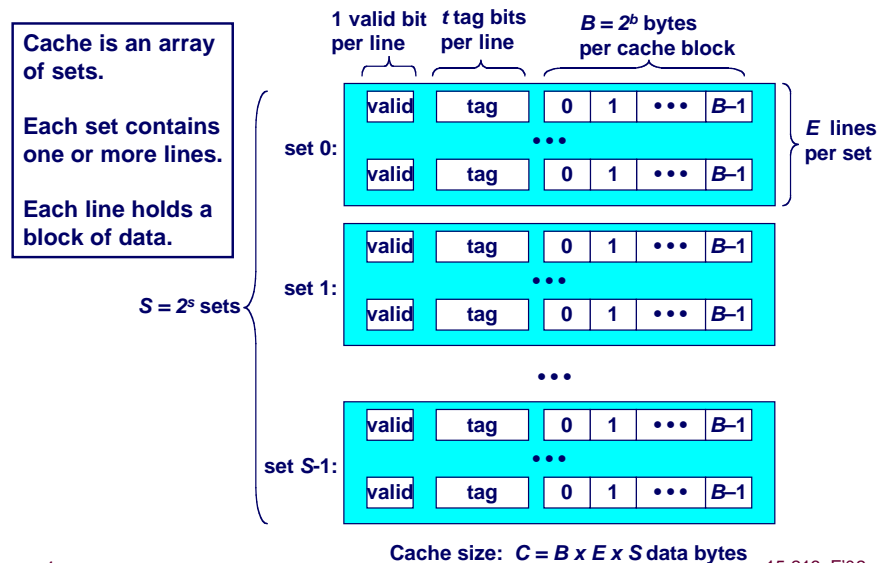 Cache is an array
of sets.
Each set contains
one or more lines.
Each line holds a
block of data.
1 valid bit
per line
t tag bits
per line
B = 2ᵇ bytes
per cache block
S = 2ˢ sets
set 0:
valid tag 0 1 ••• B–1
•••
valid tag 0 1 ••• B–1
E lines
per set
set 1:
valid tag 0 1 ••• B–1
•••
valid tag 0 1 ••• B–1
•••
set S-1:
valid tag 0 1 ••• B–1
•••
valid tag 0 1 ••• B–1
Cache size: C = B x E x S data bytes